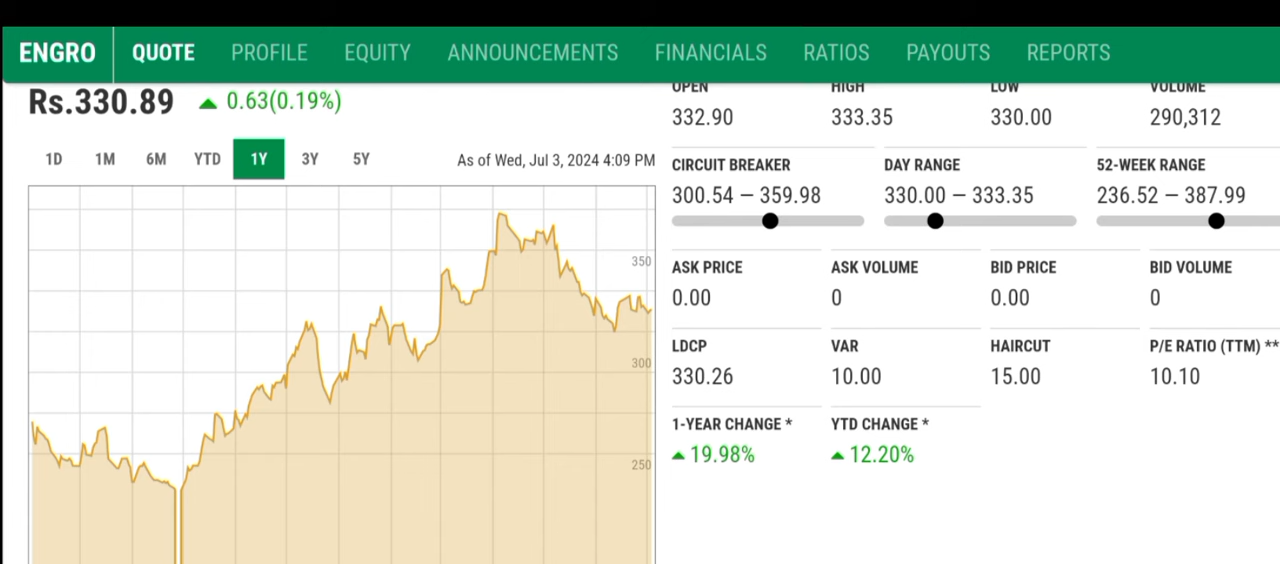 ENGRO QUOTE PROFILE EQUITY ANNOUNCEMENTS FINANCIALS RATIOS PAYOUTS REPORTS
Rs.330.89 0.63(0.19%)
1D 1M 6M YTD 1Y 3Y 5Y As of Wed, Jul 3, 2024 4:09 PM
350
300
250
OPEN HIGH LOW VOLUME
332.90 333.35 330.00 290,312
CIRCUIT BREAKER DAY RANGE 52-WEEK RANGE
300.54 — 359.98 330.00 — 333.35 236.52 — 387.99
ASK PRICE ASK VOLUME BID PRICE BID VOLUME
0.00 0 0.00 0
LDCP VAR HAIRCUT P/E RATIO (TTM) **
330.26 10.00 15.00 10.10
1-YEAR CHANGE * YTD CHANGE *
19.98% 12.20%